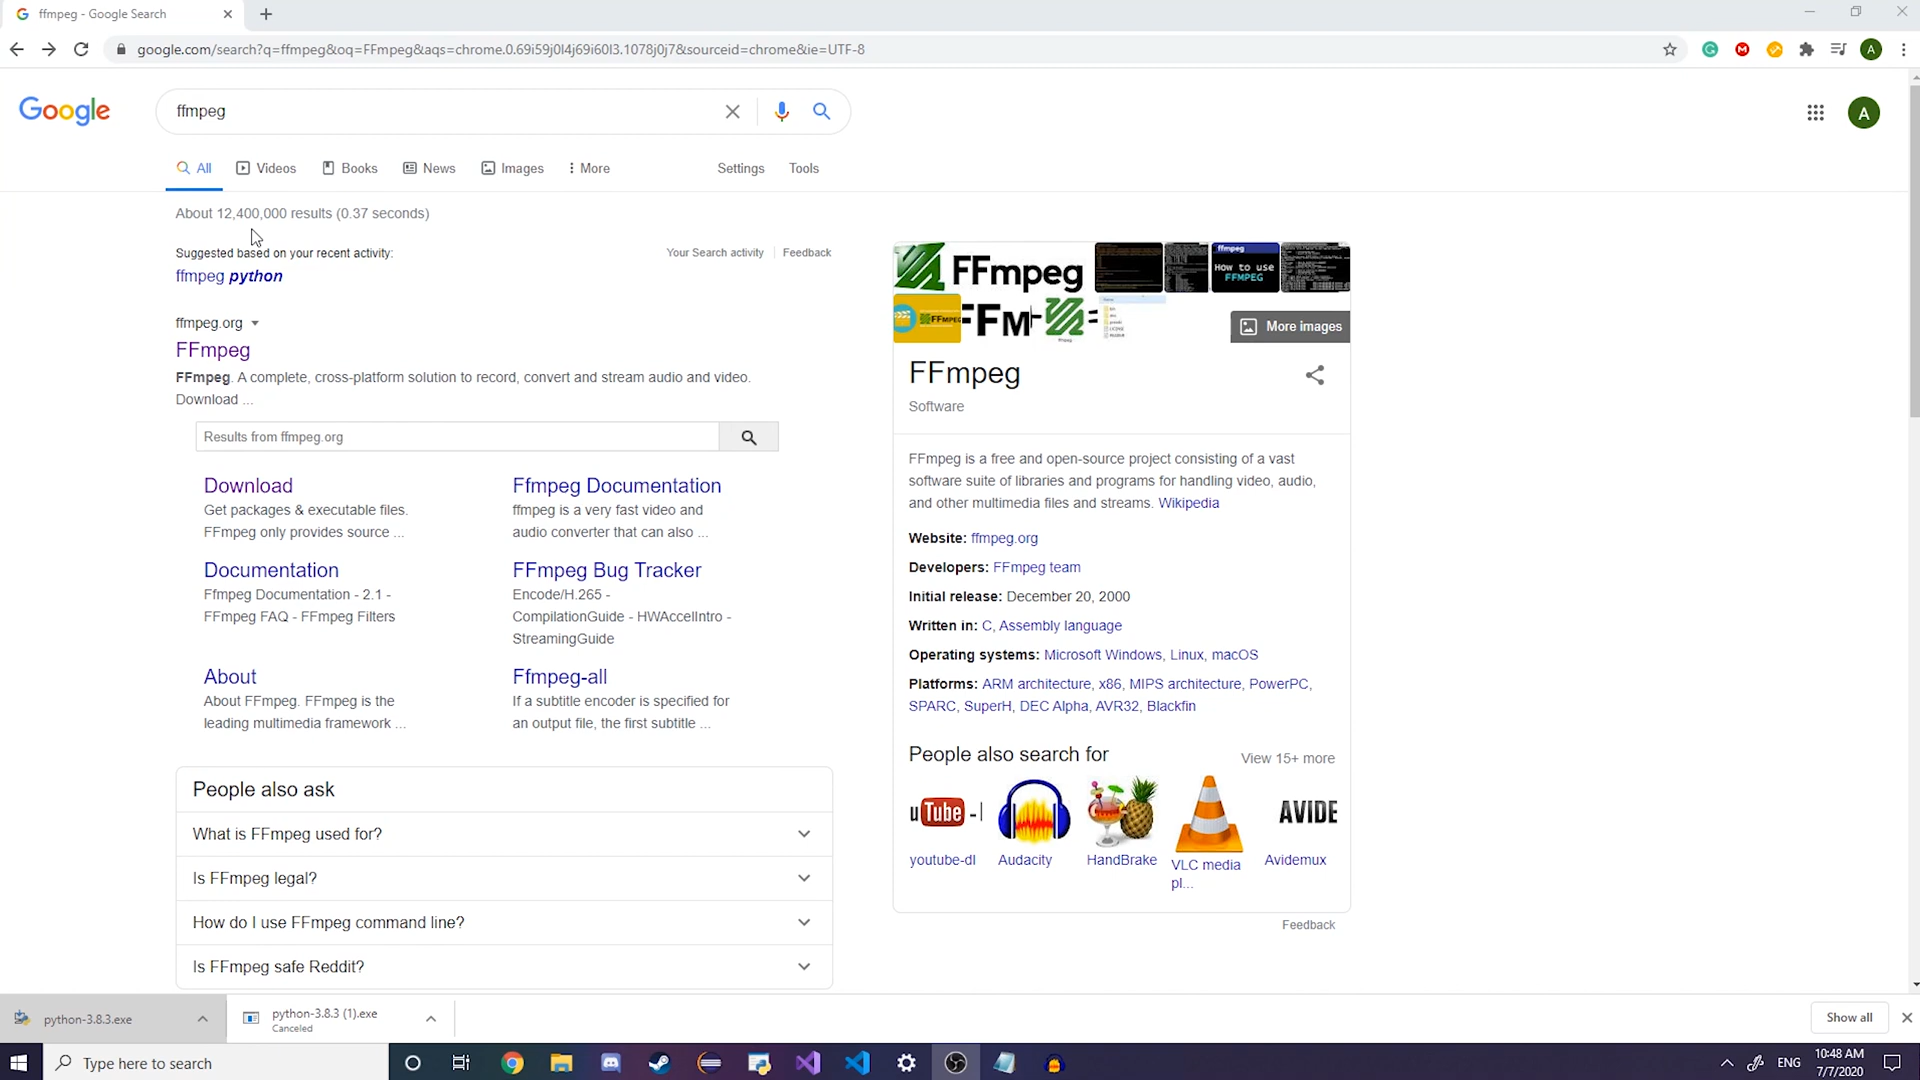 ffmpeg - Google Search
google.com/search?q=ffmpeg&oq=FFmpeg&aqs=chrome.0.69i59j0l4j69i60l3.1078j0j7&sourceid=chrome&ie=UTF-8
A
Google
ffmpeg
A
All
Videos
Books
News
Images
More
Settings
Tools
About 12,400,000 results (0.37 seconds)
Suggested based on your recent activity:
Your Search activity
Feedback
ffmpeg python
ffmpeg.org
FFmpeg
FFmpeg. A complete, cross-platform solution to record, convert and stream audio and video.
Download ...
Results from ffmpeg.org
Download
Get packages & executable files.
FFmpeg only provides source ...
Ffmpeg Documentation
ffmpeg is a very fast video and
audio converter that can also ...
Documentation
Ffmpeg Documentation - 2.1 -
FFmpeg FAQ - FFmpeg Filters
FFmpeg Bug Tracker
Encode/H.265 -
CompilationGuide - HWAccelIntro -
StreamingGuide
About
About FFmpeg. FFmpeg is the
leading multimedia framework ...
Ffmpeg-all
If a subtitle encoder is specified for
an output file, the first subtitle ...
People also ask
What is FFmpeg used for?
Is FFmpeg legal?
How do I use FFmpeg command line?
Is FFmpeg safe Reddit?
FFmpeg
ffmpeg
How to use
FFMPEG
FFM
More images
FFmpeg
Software
FFmpeg is a free and open-source project consisting of a vast
software suite of libraries and programs for handling video, audio,
and other multimedia files and streams. Wikipedia
Website: ffmpeg.org
Developers: FFmpeg team
Initial release: December 20, 2000
Written in: C, Assembly language
Operating systems: Microsoft Windows, Linux, macOS
Platforms: ARM architecture, x86, MIPS architecture, PowerPC,
SPARC, SuperH, DEC Alpha, AVR32, Blackfin
People also search for
View 15+ more
uTube
AVIDE
youtube-dl
Audacity
HandBrake
VLC media
pl...
Avidemux
Feedback
python-3.8.3.exe
python-3.8.3 (1).exe
Canceled
Show all
Type here to search
ENG
10:48 AM
7/7/2020